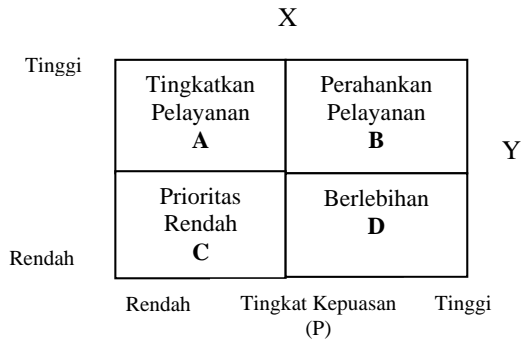 X
Tinggi
Tingkatkan
Pelayanan
A
Perahankan
Pelayanan
B
Y
Prioritas
Rendah
C
Berlebihan
D
Rendah
Rendah
Tingkat Kepuasan
(P)
Tinggi